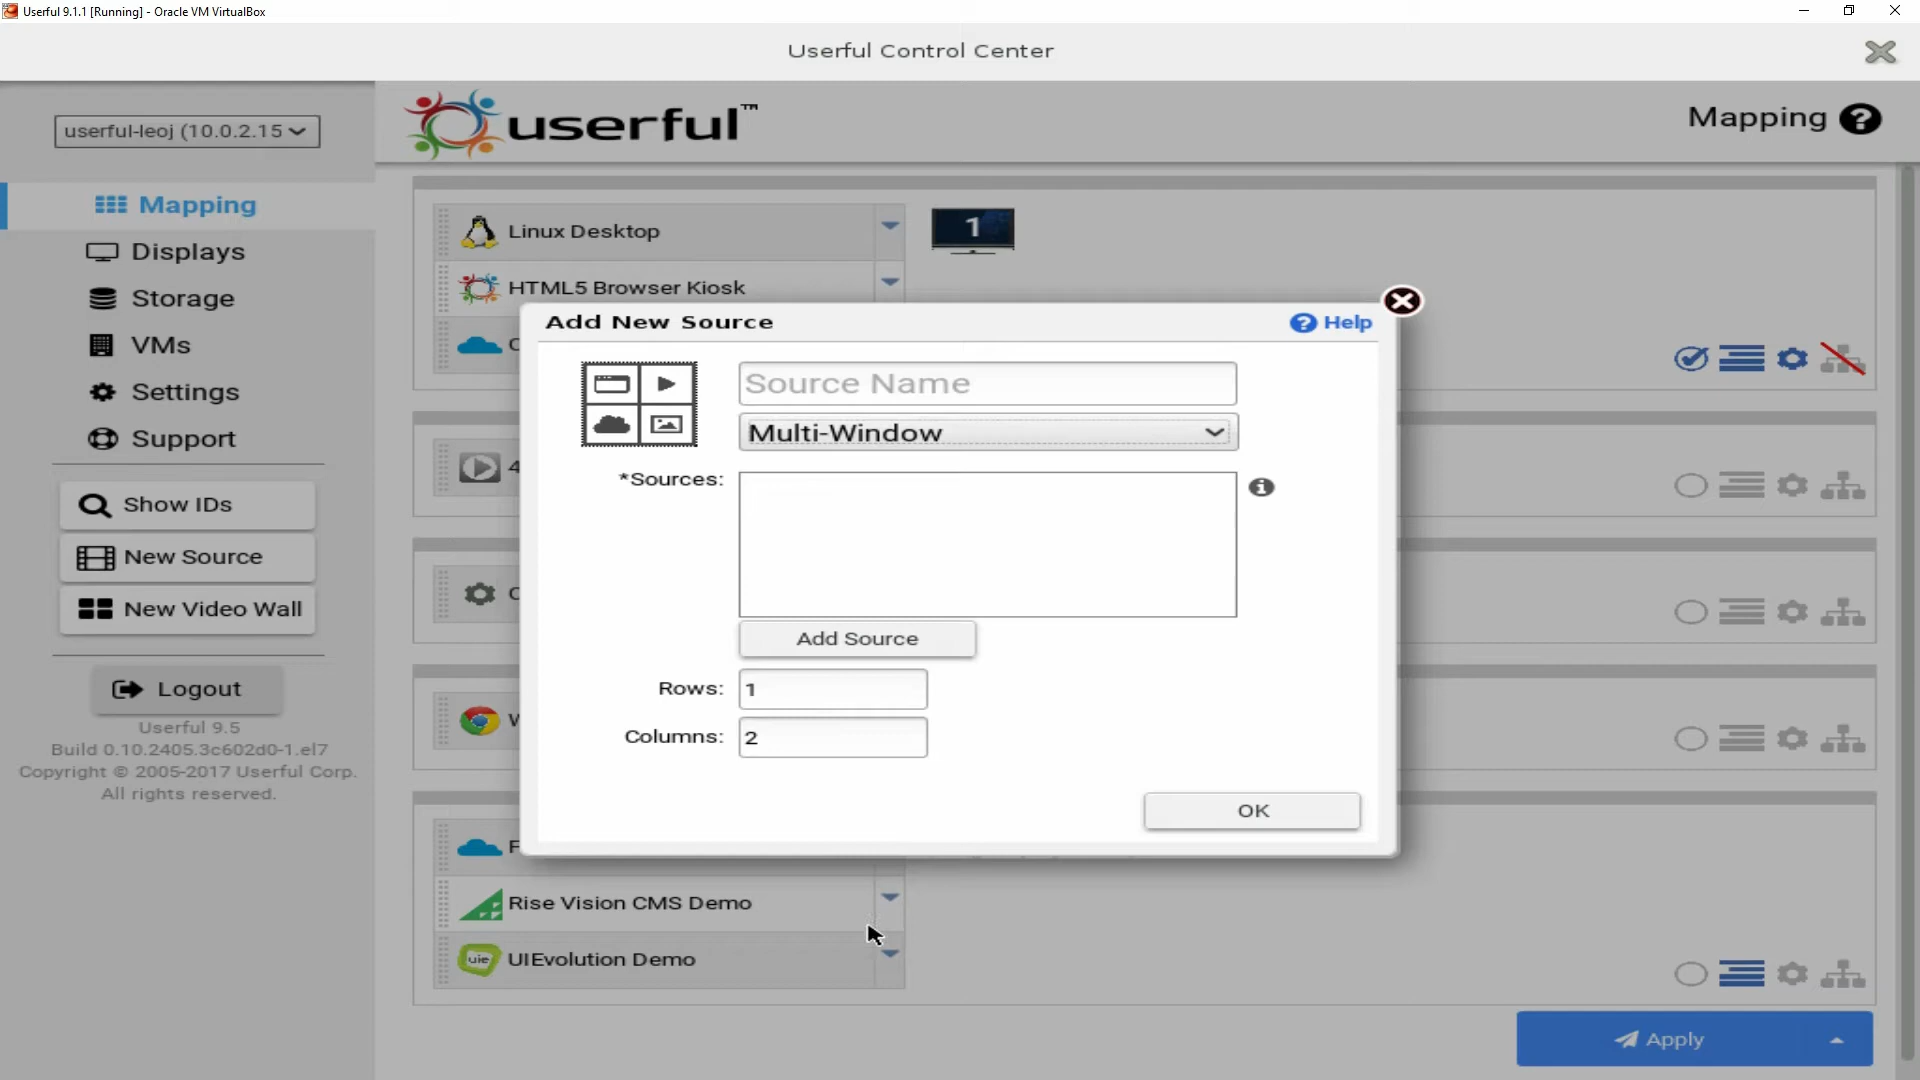 Userful 9.1.1 [Running] - Oracle VM VirtualBox
Userful Control Center
userful-leoj (10.0.2.15
userful™
Mapping
Mapping
Displays
Storage
VMs
Settings
Support
Show IDs
New Source
New Video Wall
Logout
Userful 9.5
Build 0.10.2405.3c602d0-1.el7
Copyright © 2005-2017 Userful Corp.
All rights reserved.
Linux Desktop
1
HTML5 Browser Kiosk
Add New Source
Help
Source Name
Multi-Window
*Sources:
Add Source
Rows: 1
Columns: 2
OK
4
Rise Vision CMS Demo
uie
UIEvolution Demo
Apply